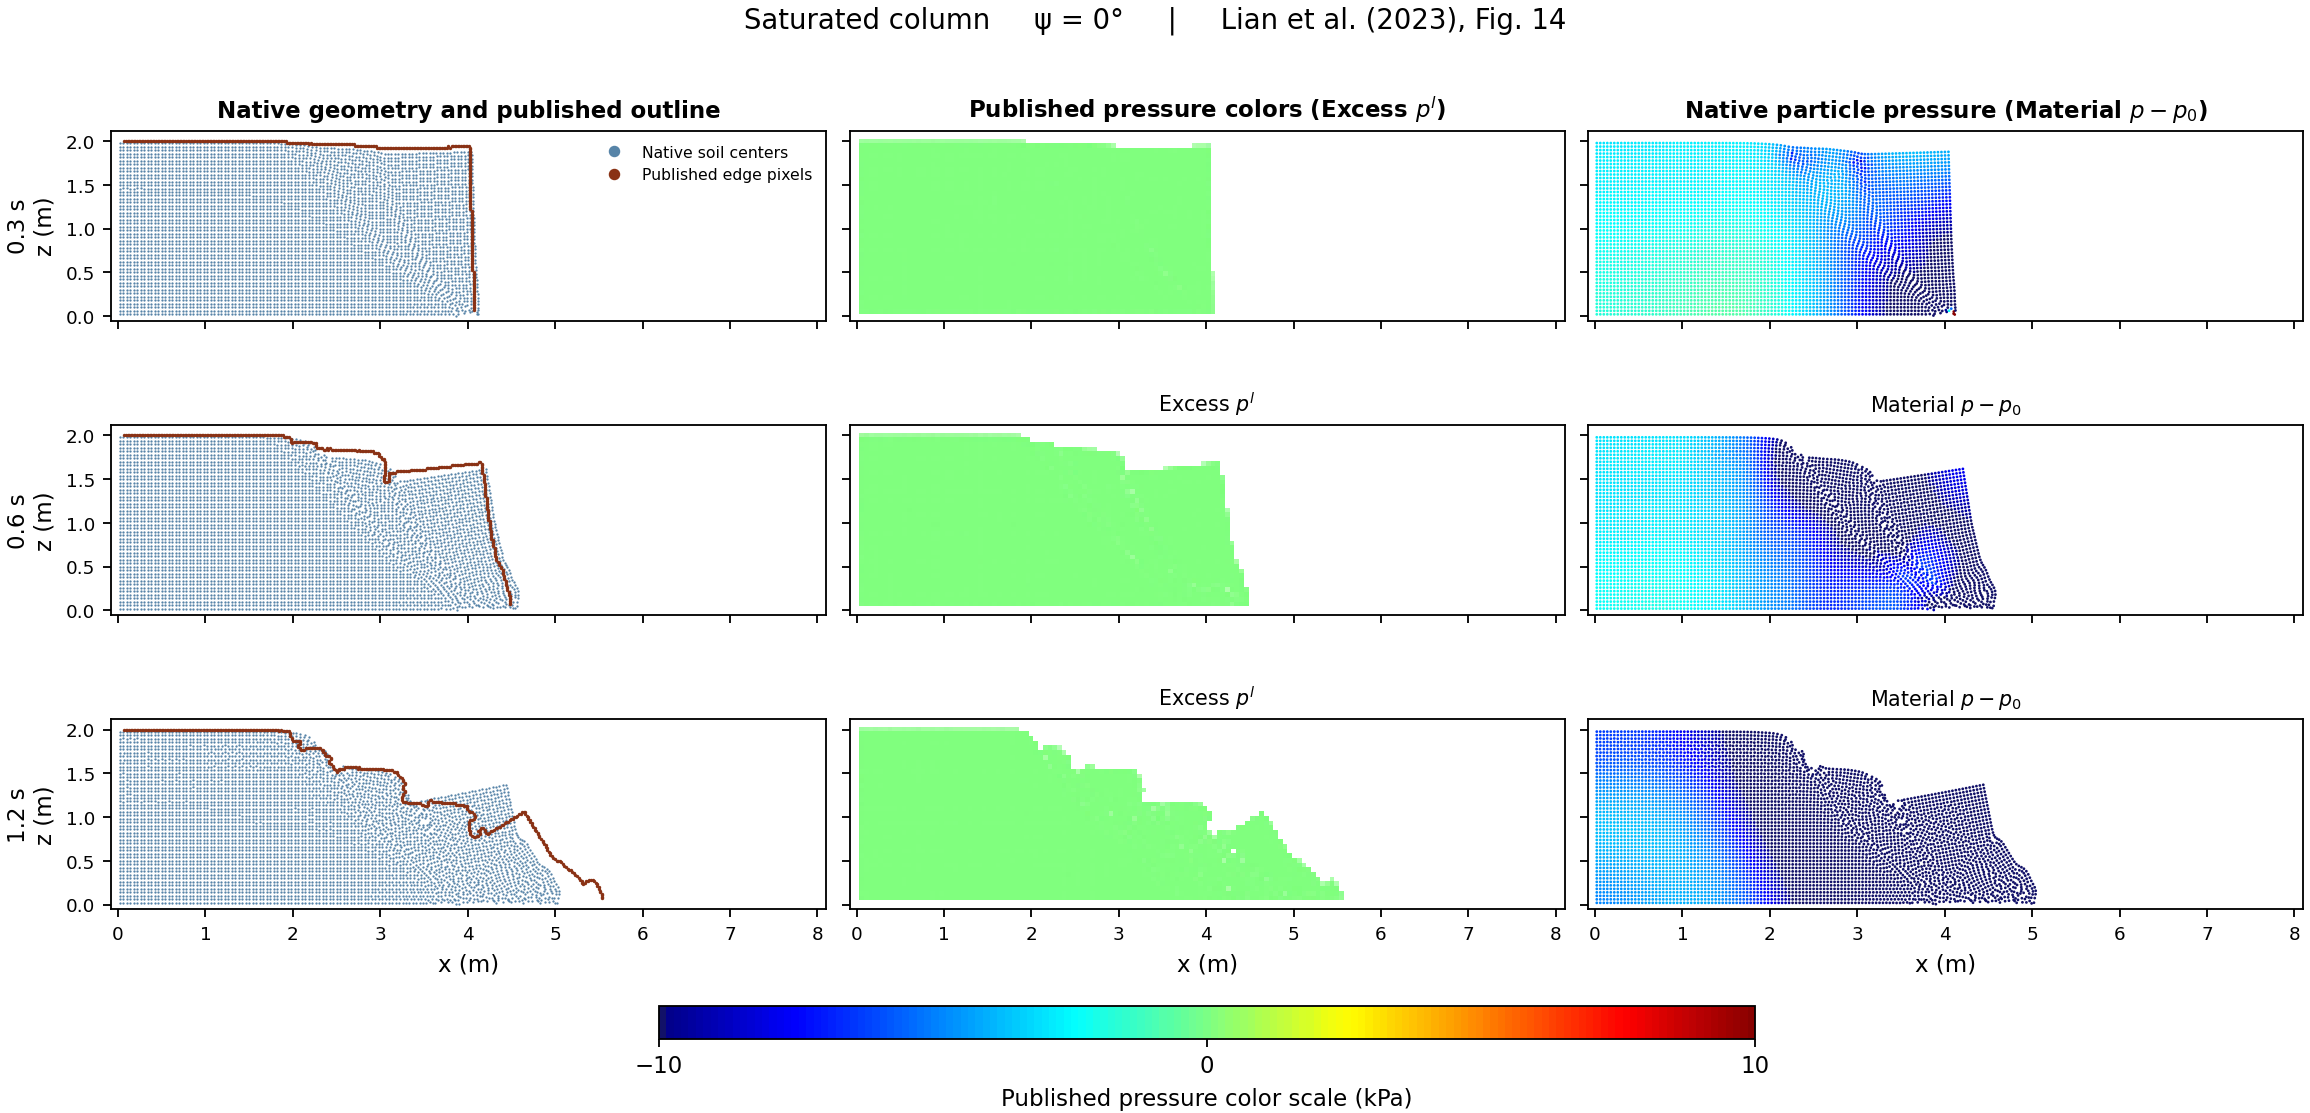 Saturated column ψ = 0° | Lian et al. (2023), Fig. 14
Native geometry and published outline
Published pressure colors (Excess p^l)
Native particle pressure (Material p − p₀)
0.3 s
z (m)
2.0
1.5
1.0
0.5
0.0
Native soil centers
Published edge pixels
Excess p^l
Material p − p₀
0.6 s
z (m)
2.0
1.5
1.0
0.5
0.0
Excess p^l
Material p − p₀
1.2 s
z (m)
2.0
1.5
1.0
0.5
0.0
0 1 2 3 4 5 6 7 8
0 1 2 3 4 5 6 7 8
0 1 2 3 4 5 6 7 8
x (m)
x (m)
x (m)
−10 0 10
Published pressure color scale (kPa)